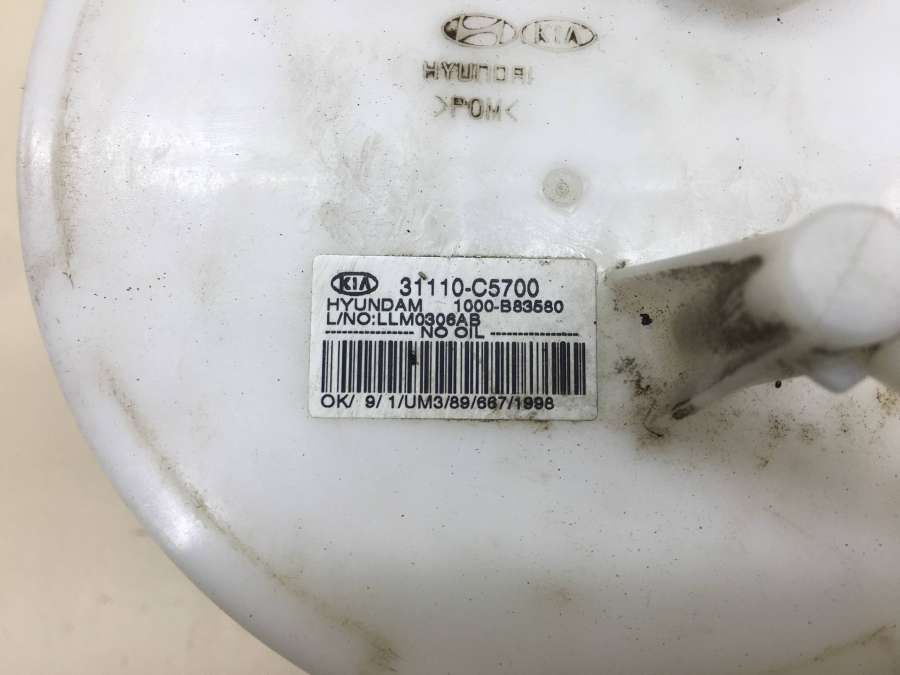 KIA
HYUNDAI
>POM<
KIA 31110-C5700
HYUNDAM 1000-B83580
L/NO:LLM0306AB
---------------- NO OIL ----------------
OK/ 9/ 1/UM3/89/667/1998